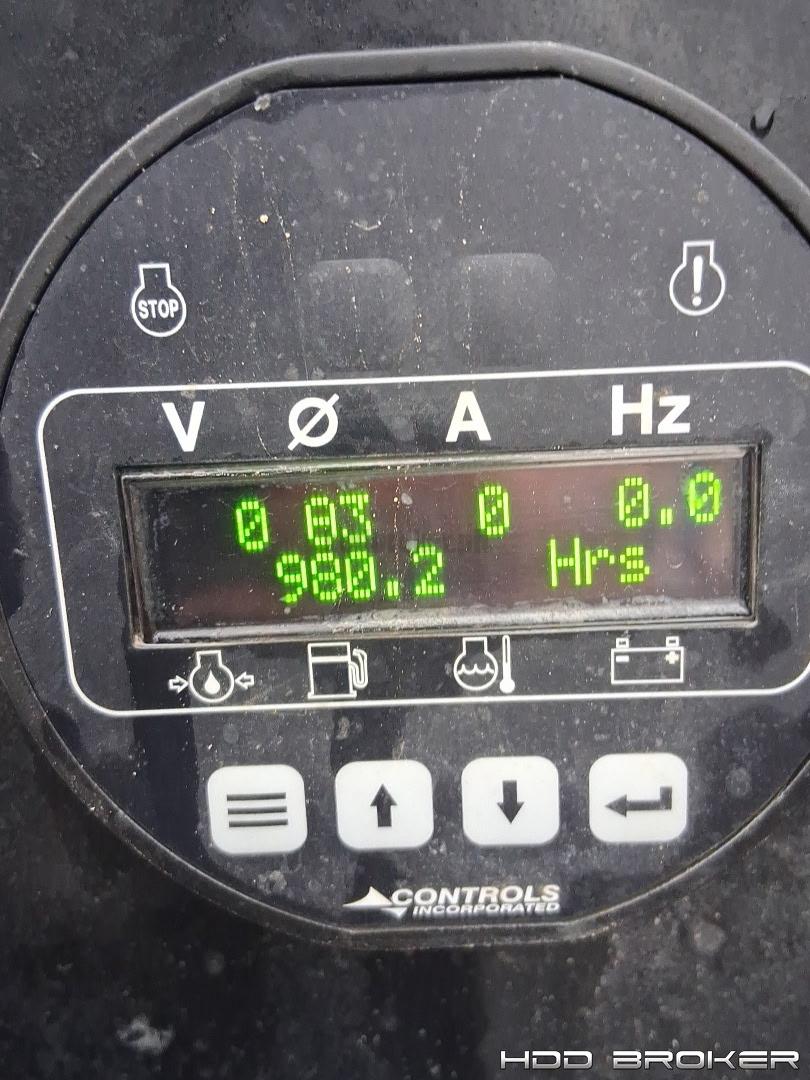 STOP
V Ø A Hz
0 03 0 0.0
980.2 Hrs
CONTROLS
INCORPORATED
HDD BROKER